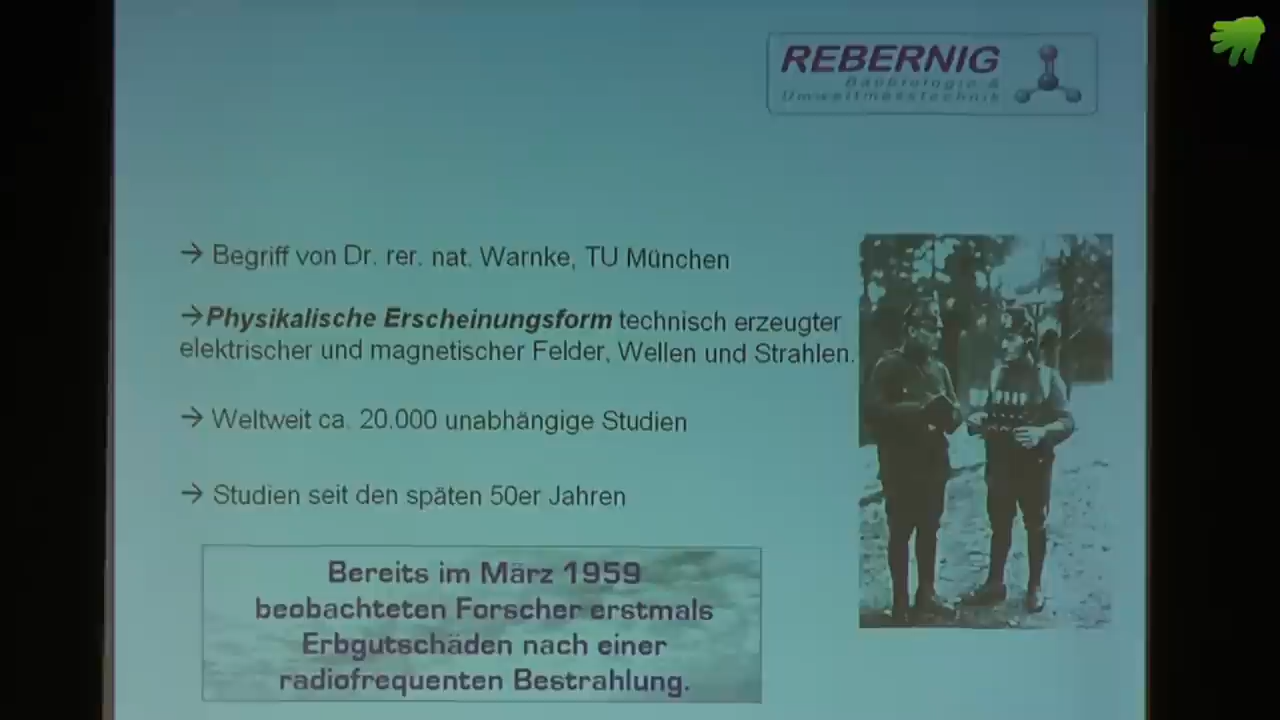 REBERNIG
Baubiologie &
Umweltmesstechnik
→ Begriff von Dr. rer. nat. Warnke, TU München
→Physikalische Erscheinungsform technisch erzeugter
elektrischer und magnetischer Felder, Wellen und Strahlen.
→ Weltweit ca. 20.000 unabhängige Studien
→ Studien seit den späten 50er Jahren
Bereits im März 1959
beobachteten Forscher erstmals
Erbgutschäden nach einer
radiofrequenten Bestrahlung.